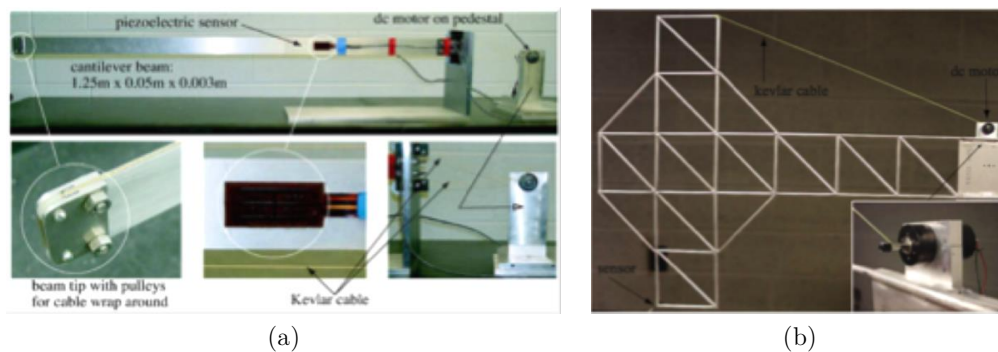 piezoelectric sensor
dc motor on pedestal
cantilever beam:
1.25m x 0.05m x 0.003m
beam tip with pulleys
for cable wrap around
Kevlar cable
(a)
kevlar cable
dc moto
sensor
(b)